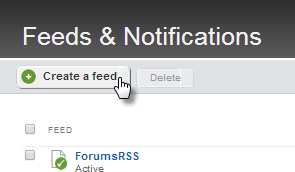 Feeds & Notifications
Create a feed
Delete
FEED
ForumsRSS
Active